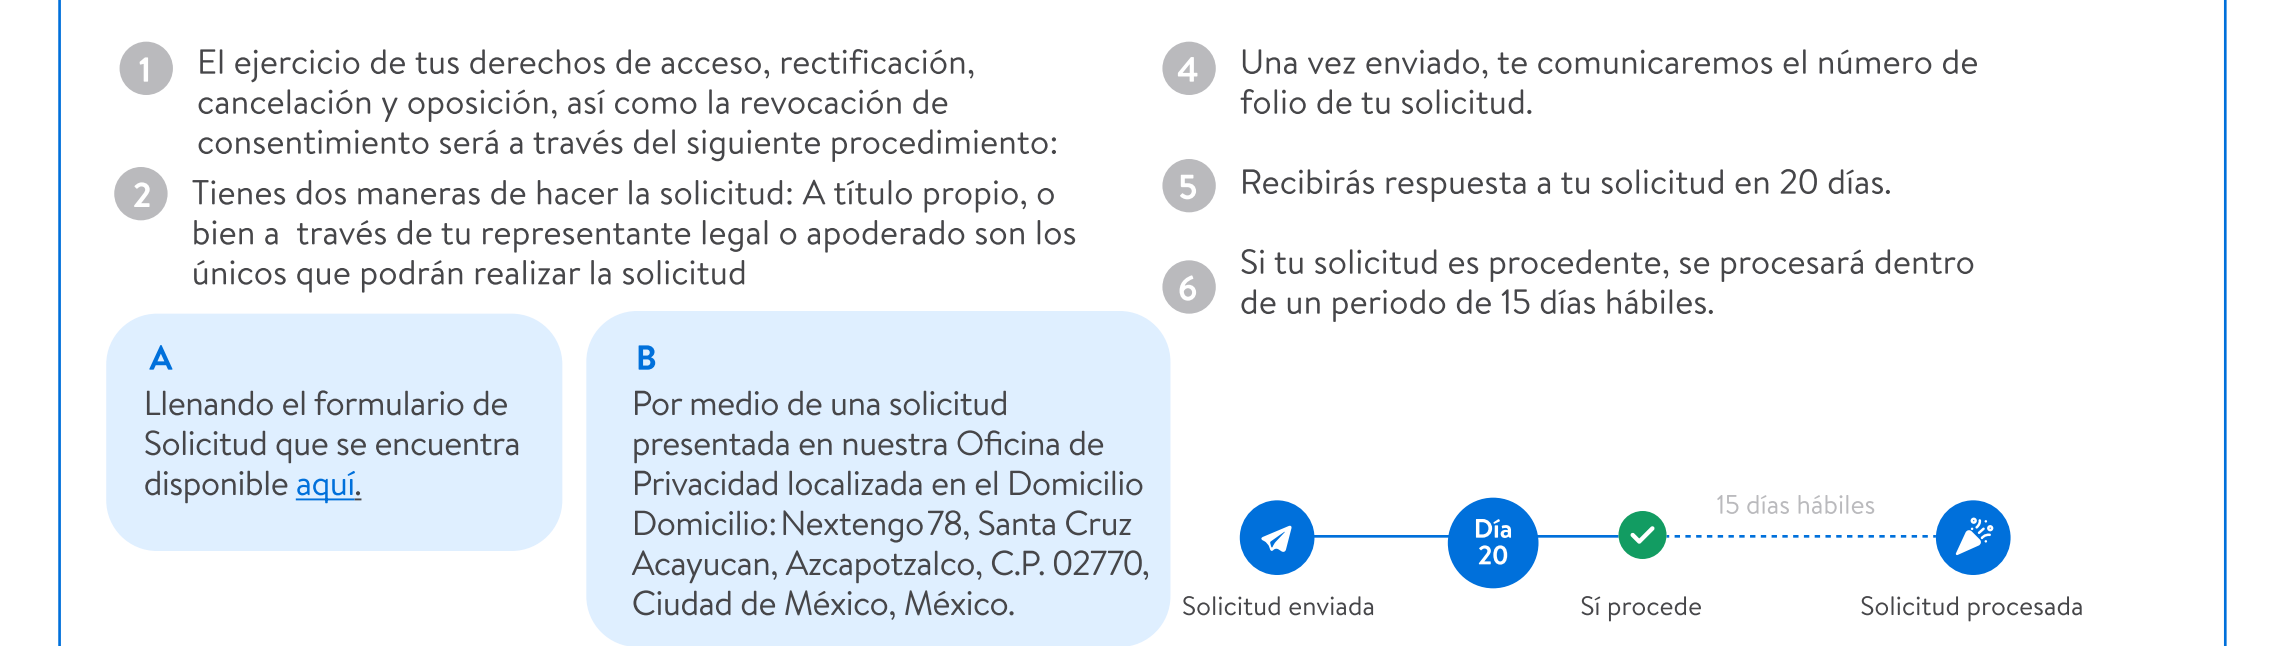 1
El ejercicio de tus derechos de acceso, rectificación,
cancelación y oposición, así como la revocación de
consentimiento será a través del siguiente procedimiento:
2
Tienes dos maneras de hacer la solicitud: A título propio, o
bien a  través de tu representante legal o apoderado son los
únicos que podrán realizar la solicitud
A
Llenando el formulario de
Solicitud que se encuentra
disponible aquí.
B
Por medio de una solicitud
presentada en nuestra Oficina de
Privacidad localizada en el Domicilio
Domicilio: Nextengo 78, Santa Cruz
Acayucan, Azcapotzalco, C.P. 02770,
Ciudad de México, México.
4
Una vez enviado, te comunicaremos el número de
folio de tu solicitud.
5
Recibirás respuesta a tu solicitud en 20 días.
6
Si tu solicitud es procedente, se procesará dentro
de un periodo de 15 días hábiles.
Día
20
15 días hábiles
Solicitud enviada
Sí procede
Solicitud procesada